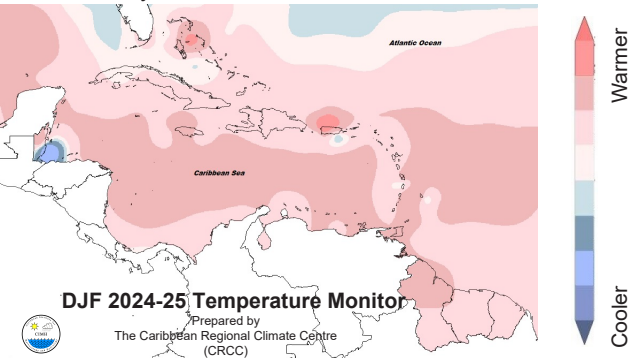 Atlantic Ocean
Caribbean Sea
DJF 2024-25 Temperature Monitor
Prepared by
The Caribbean Regional Climate Centre
(CRCC)
CIMH
Warmer
Cooler